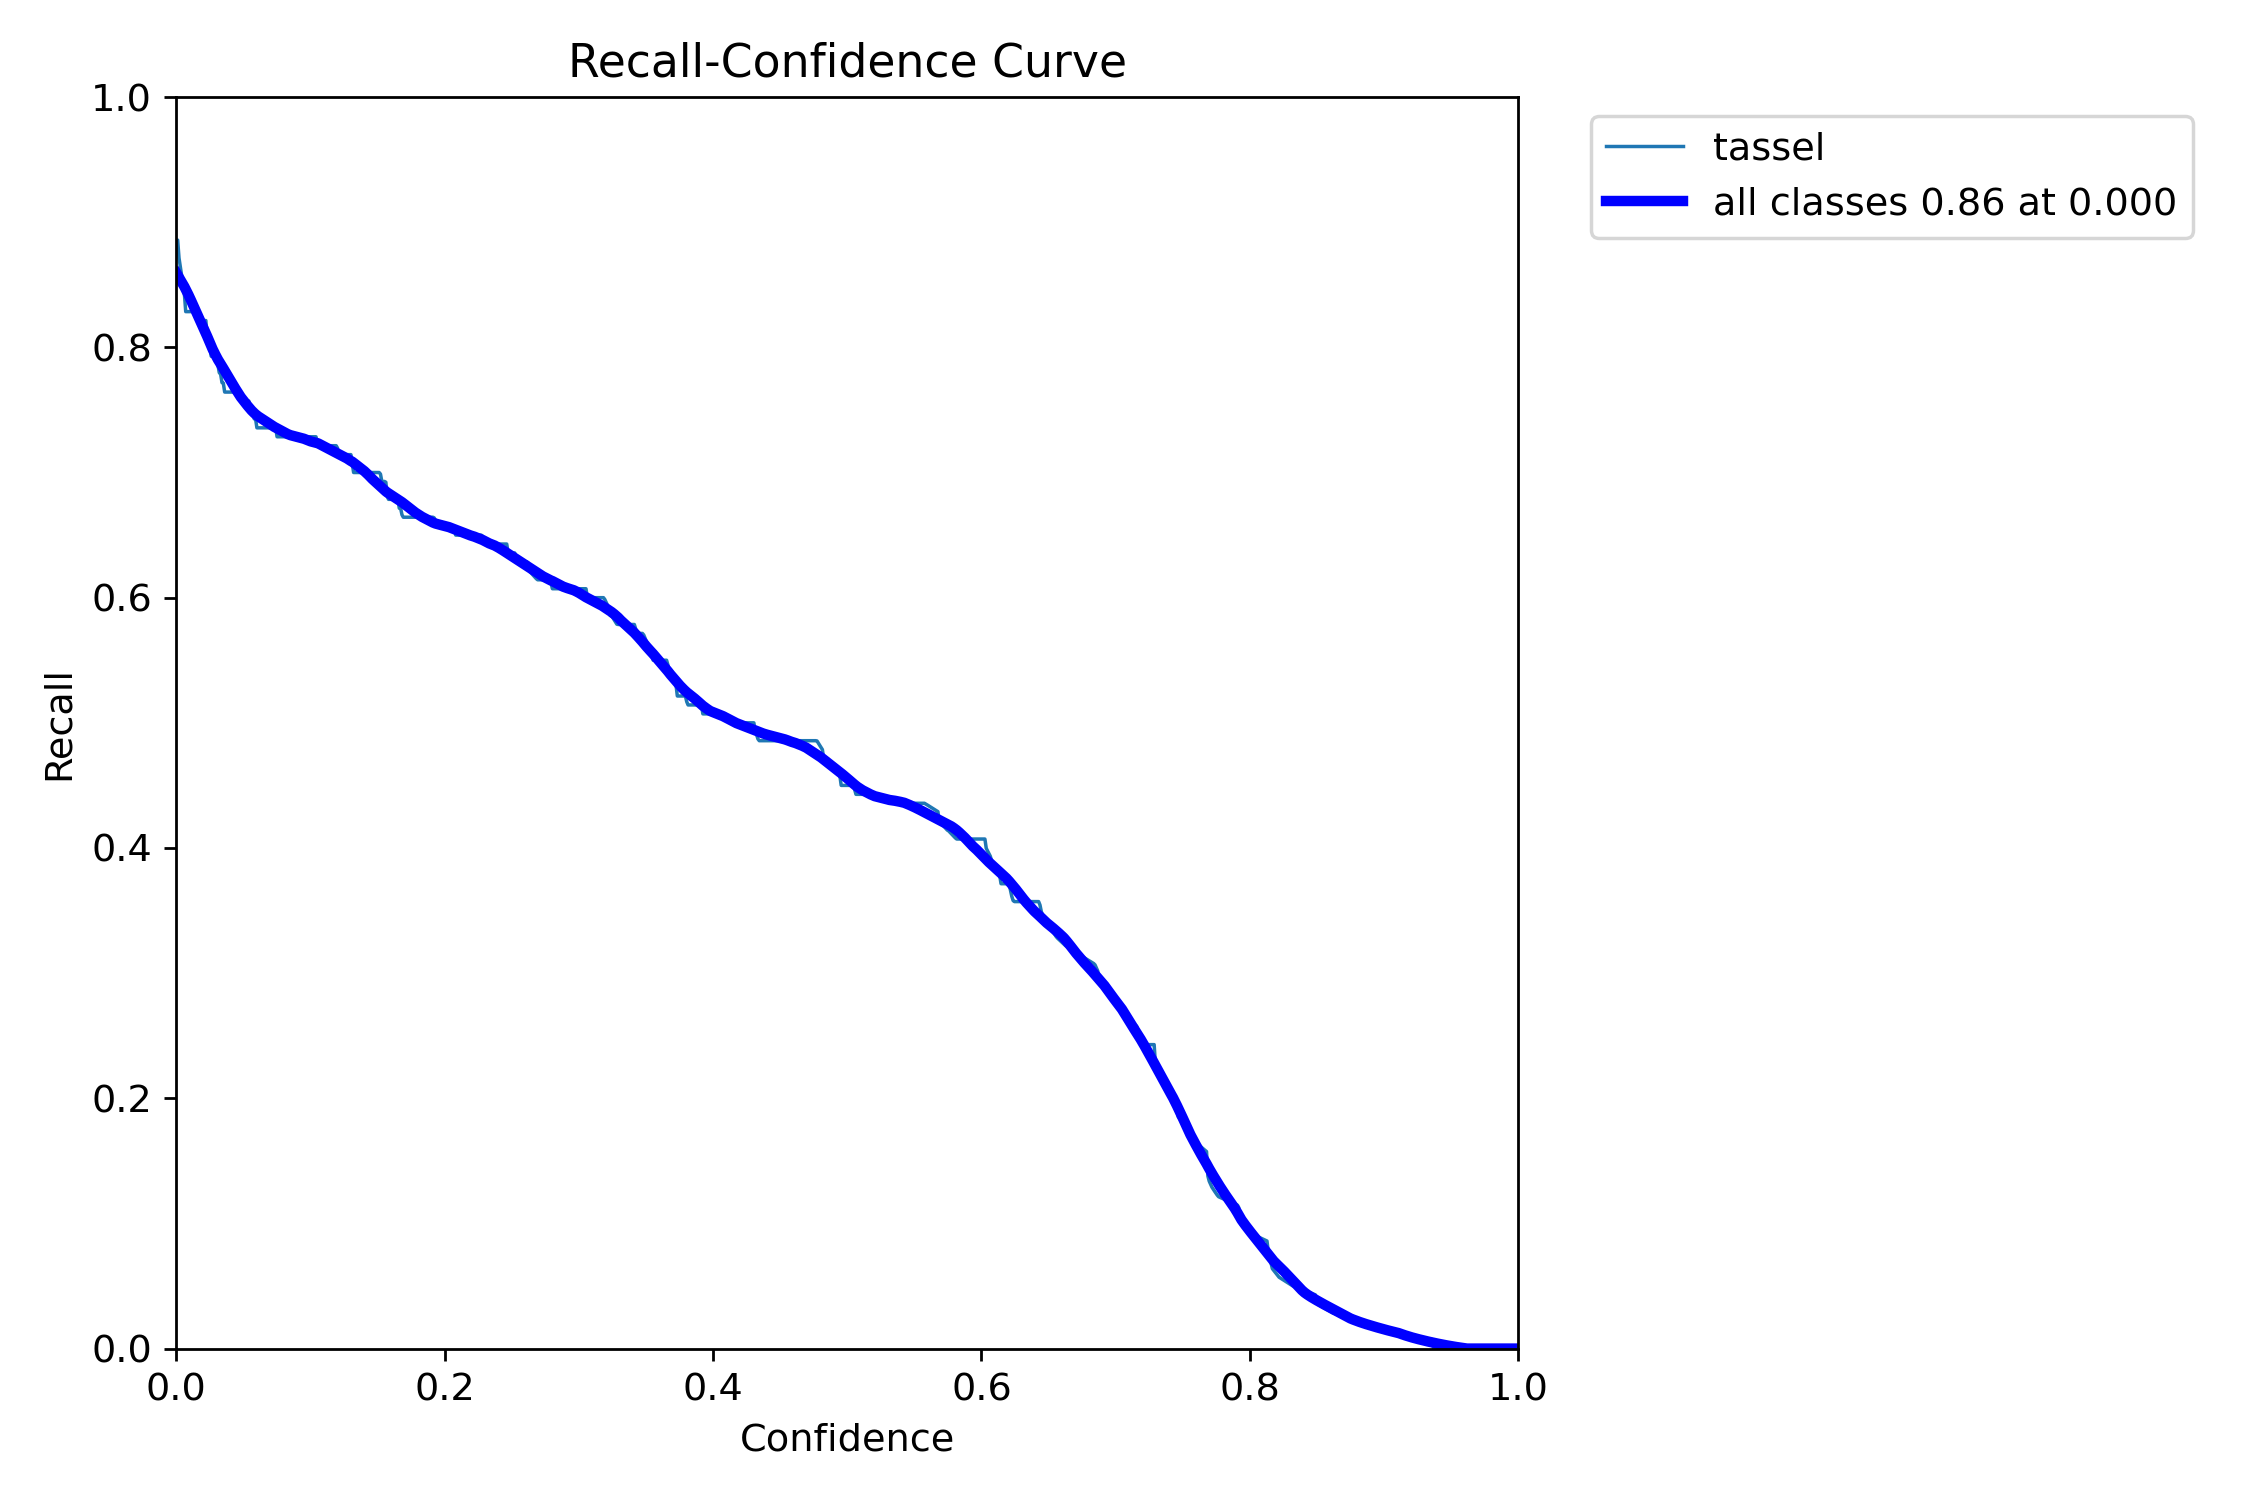 Recall-Confidence Curve
1.0
0.8
0.6
0.4
0.2
0.0
Recall
0.0 0.2 0.4 0.6 0.8 1.0
Confidence
tassel
all classes 0.86 at 0.000